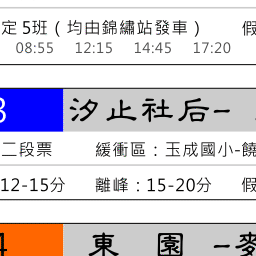 定 5班 ( 均由錦繡站發車 ) 假
08:55 12:15 14:45 17:20
3 汐止社后-
二段票 緩衝區：玉成國小-饒
12-15分 離峰：15-20分 假
4 東 園 -麥